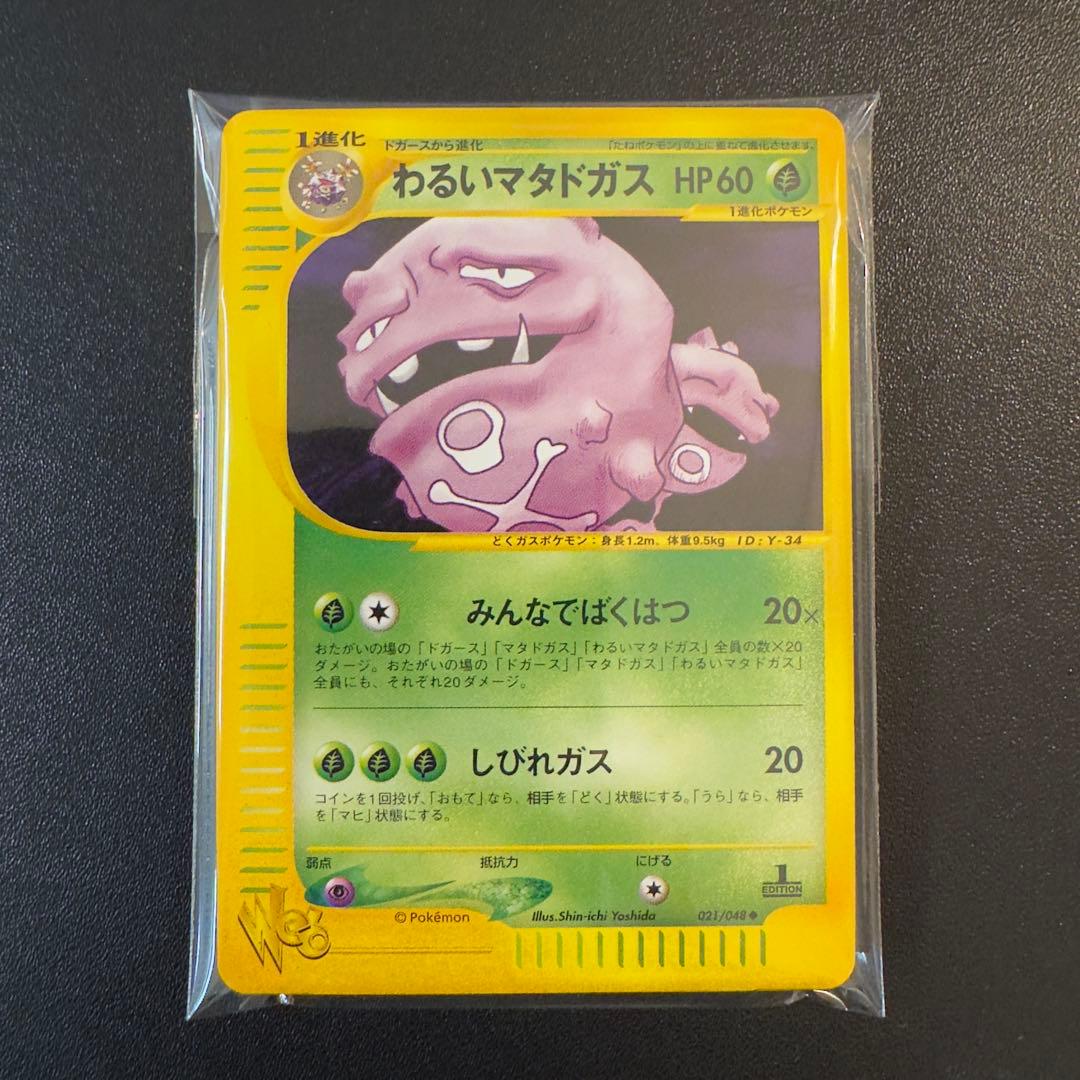 1進化
ドガースから進化
「たねポケモン」の上に重ねて進化させます。
わるいマタドガス HP60
1進化ポケモン
どくガスポケモン：身長1.2m、体重9.5kg ID：Y-34
みんなでばくはつ 20×
おたがいの場の「ドガース」「マタドガス」「わるいマタドガス」全員の数×20
ダメージ。おたがいの場の「ドガース」「マタドガス」「わるいマタドガス」
全員にも、それぞれ20ダメージ。
しびれガス 20
コインを1回投げ、「おもて」なら、相手を「どく」状態にする。「うら」なら、相手
を「マヒ」状態にする。
弱点 抵抗力 にげる
1
EDITION
Web
©Pokémon
Illus.Shin-ichi Yoshida
021/048◆